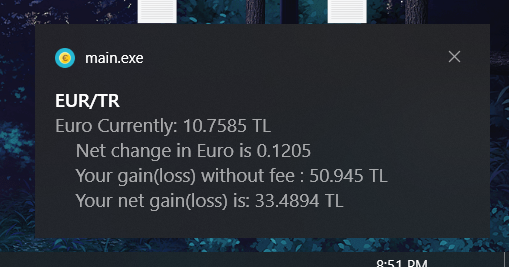 main.exe
EUR/TR
Euro Currently: 10.7585 TL
Net change in Euro is 0.1205
Your gain(loss) without fee : 50.945 TL
Your net gain(loss) is: 33.4894 TL
8:51 PM